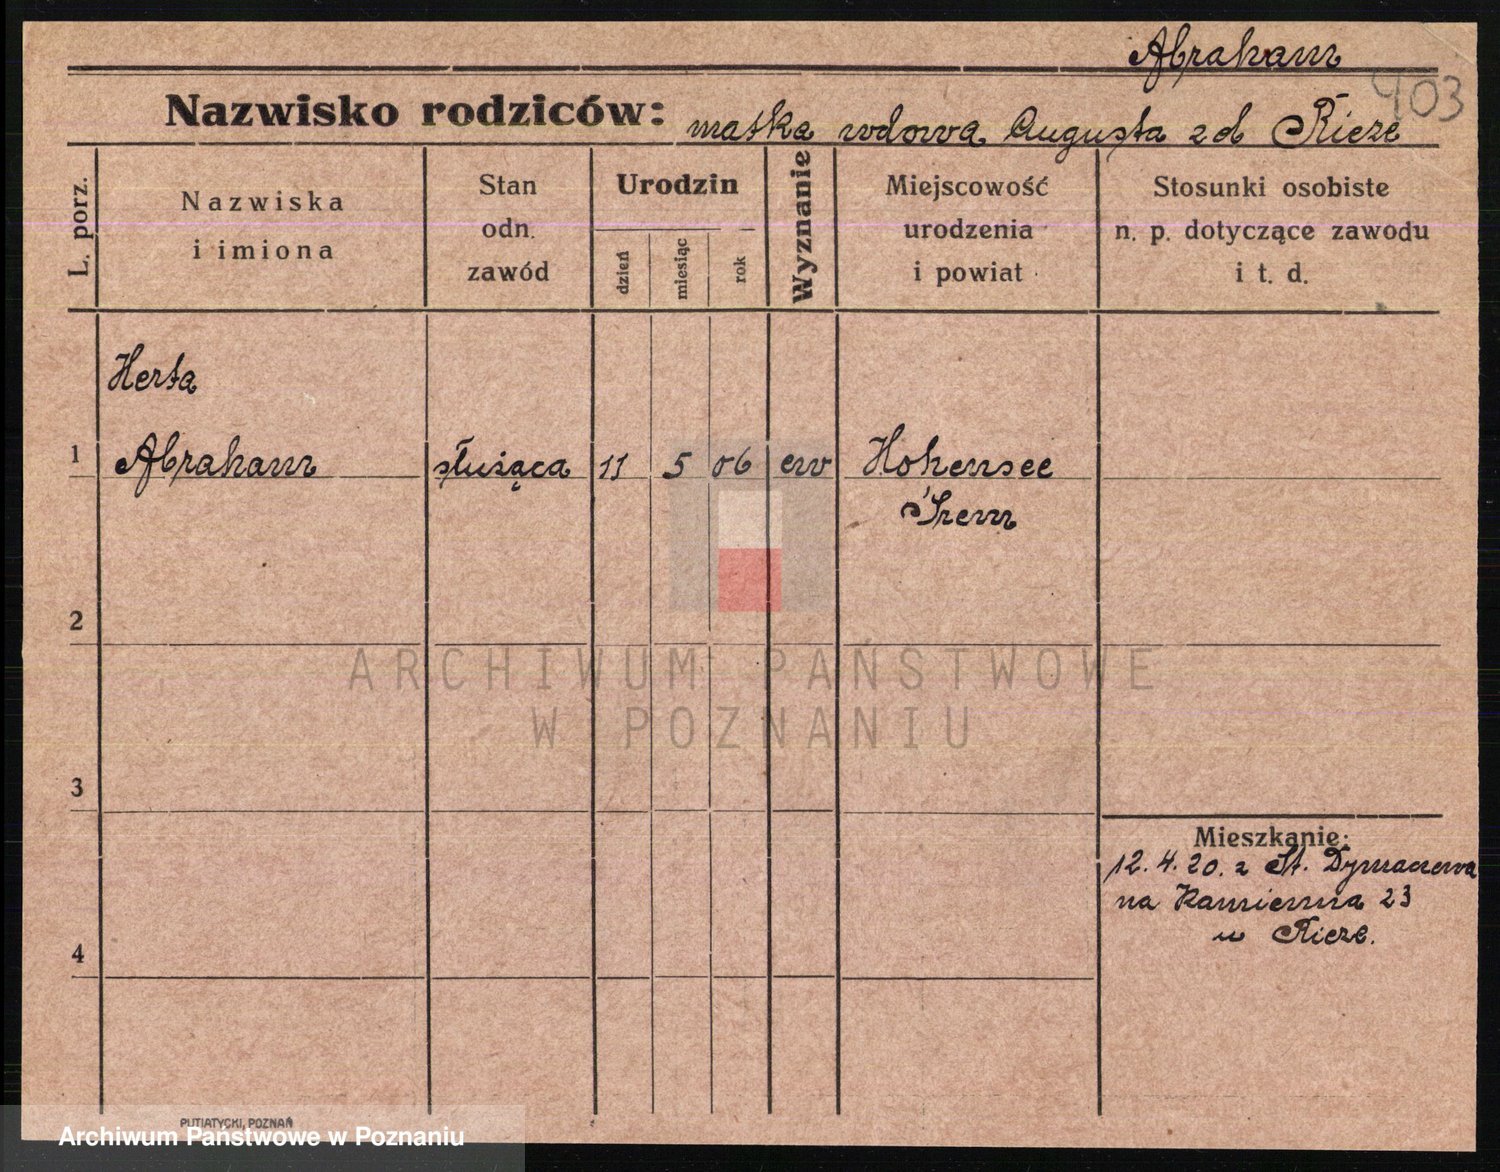 Abraham
403
Nazwisko rodziców: matka wdowa Augusta zd Rieze
L. porz.
Nazwiska
i imiona
Stan
odn.
zawód
Urodzin
dzień
miesiąc
rok
Wyznanie
Miejscowość
urodzenia
i powiat
Stosunki osobiste
n. p. dotyczące zawodu
i t. d.
Herta
1 Abraham służąca 11 5 06 ew Hohensee
Śrem
2
ARCHIWUM PAŃSTWOWE
W POZNANIU
3
Mieszkanie:
12. 4. 20. z St. Dymaczewa
na Kamienna 23
u Rieze.
4
PUTIATYCKI, POZNAŃ
Archiwum Państwowe w Poznaniu